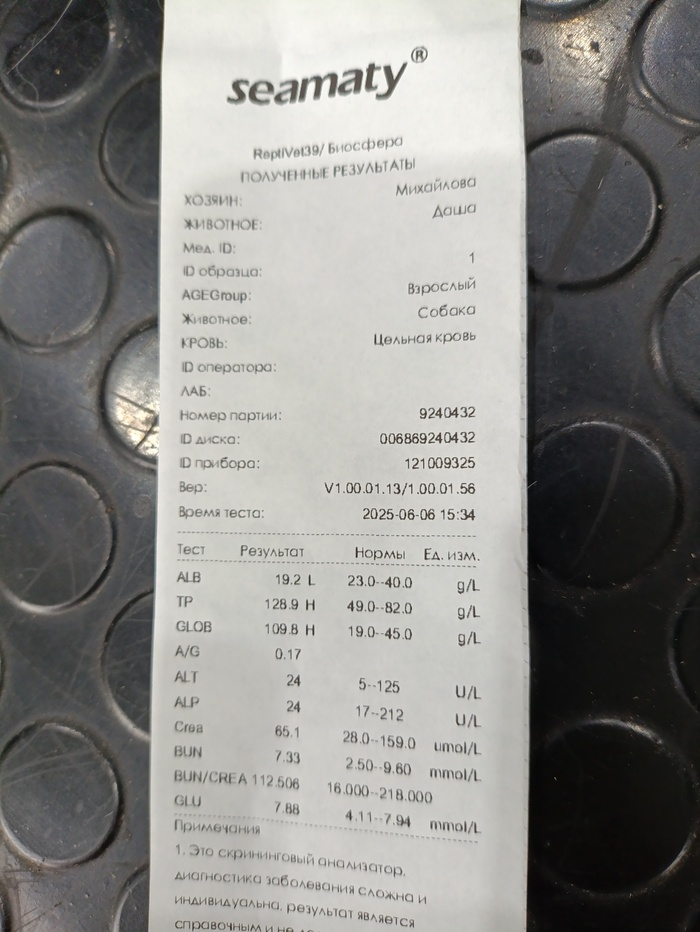 seamaty®
ReptiVet39/ Биосфера
ПОЛУЧЕННЫЕ РЕЗУЛЬТАТЫ
ХОЗЯИН: Михайлова
ЖИВОТНОЕ: Даша
Мед. ID:
ID образца: 1
AGEGroup: Взрослый
Животное: Собака
КРОВЬ: Цельная кровь
ID оператора:
ЛАБ:
Номер партии: 9240432
ID диска: 006869240432
ID прибора: 121009325
Вер: V1.00.01.13/1.00.01.56
Время теста: 2025-06-06 15:34
Тест Результат Нормы Ед. изм.
ALB 19.2 L 23.0--40.0 g/L
TP 128.9 H 49.0--82.0 g/L
GLOB 109.8 H 19.0--45.0 g/L
A/G 0.17
ALT 24 5--125 U/L
ALP 24 17--212 U/L
Crea 65.1 28.0--159.0 umol/L
BUN 7.33 2.50--9.60 mmol/L
BUN/CREA 112.506 16.000--218.000
GLU 7.88 4.11--7.94 mmol/L
Примечания
1. Это скрининговый анализатор,
диагностика заболевания сложна и
индивидуальна, результат является
справочным и не